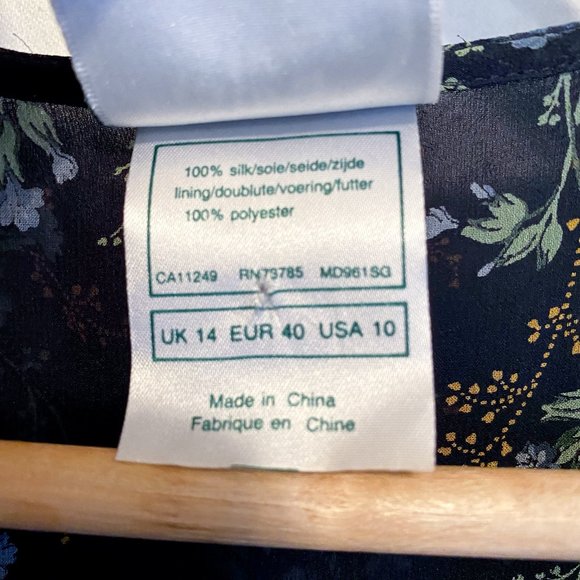 100% silk/soie/seide/zijde
lining/doublute/voering/futter
100% polyester
CA11249 RN73785 MD961SG
UK 14 EUR 40 USA 10
Made in China
Fabrique en Chine